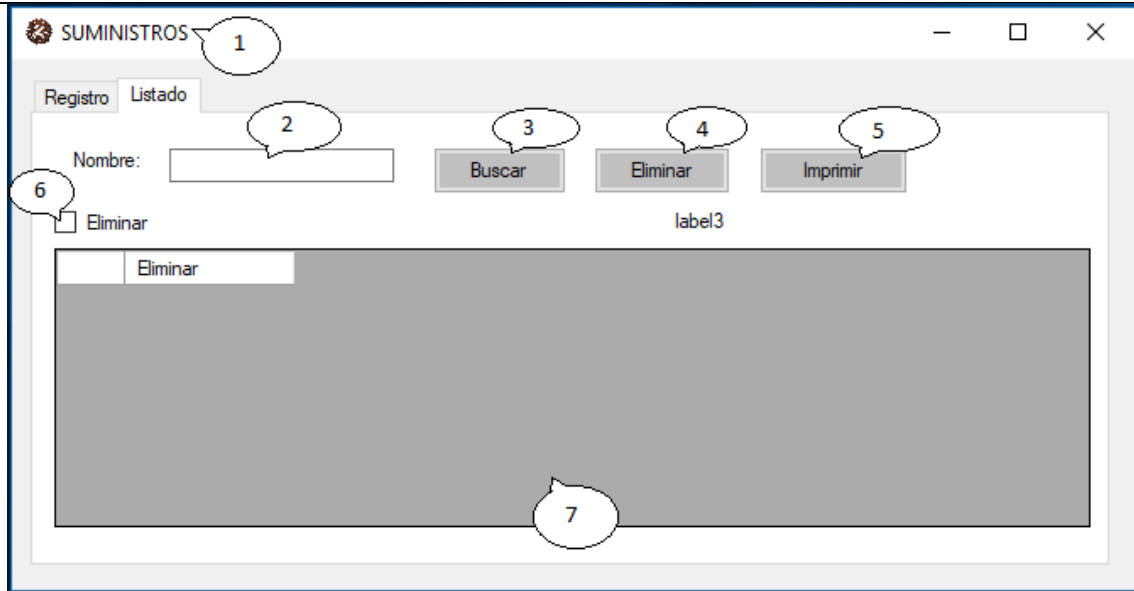 SUMINISTROS
1
Registro Listado
2 3 4 5
Nombre: Buscar Eliminar Imprimir
6
Eliminar label3
Eliminar
7